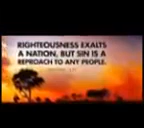 RIGHTEOUSNESS EXALTS
A NATION, BUT SIN IS A
REPROACH TO ANY PEOPLE.